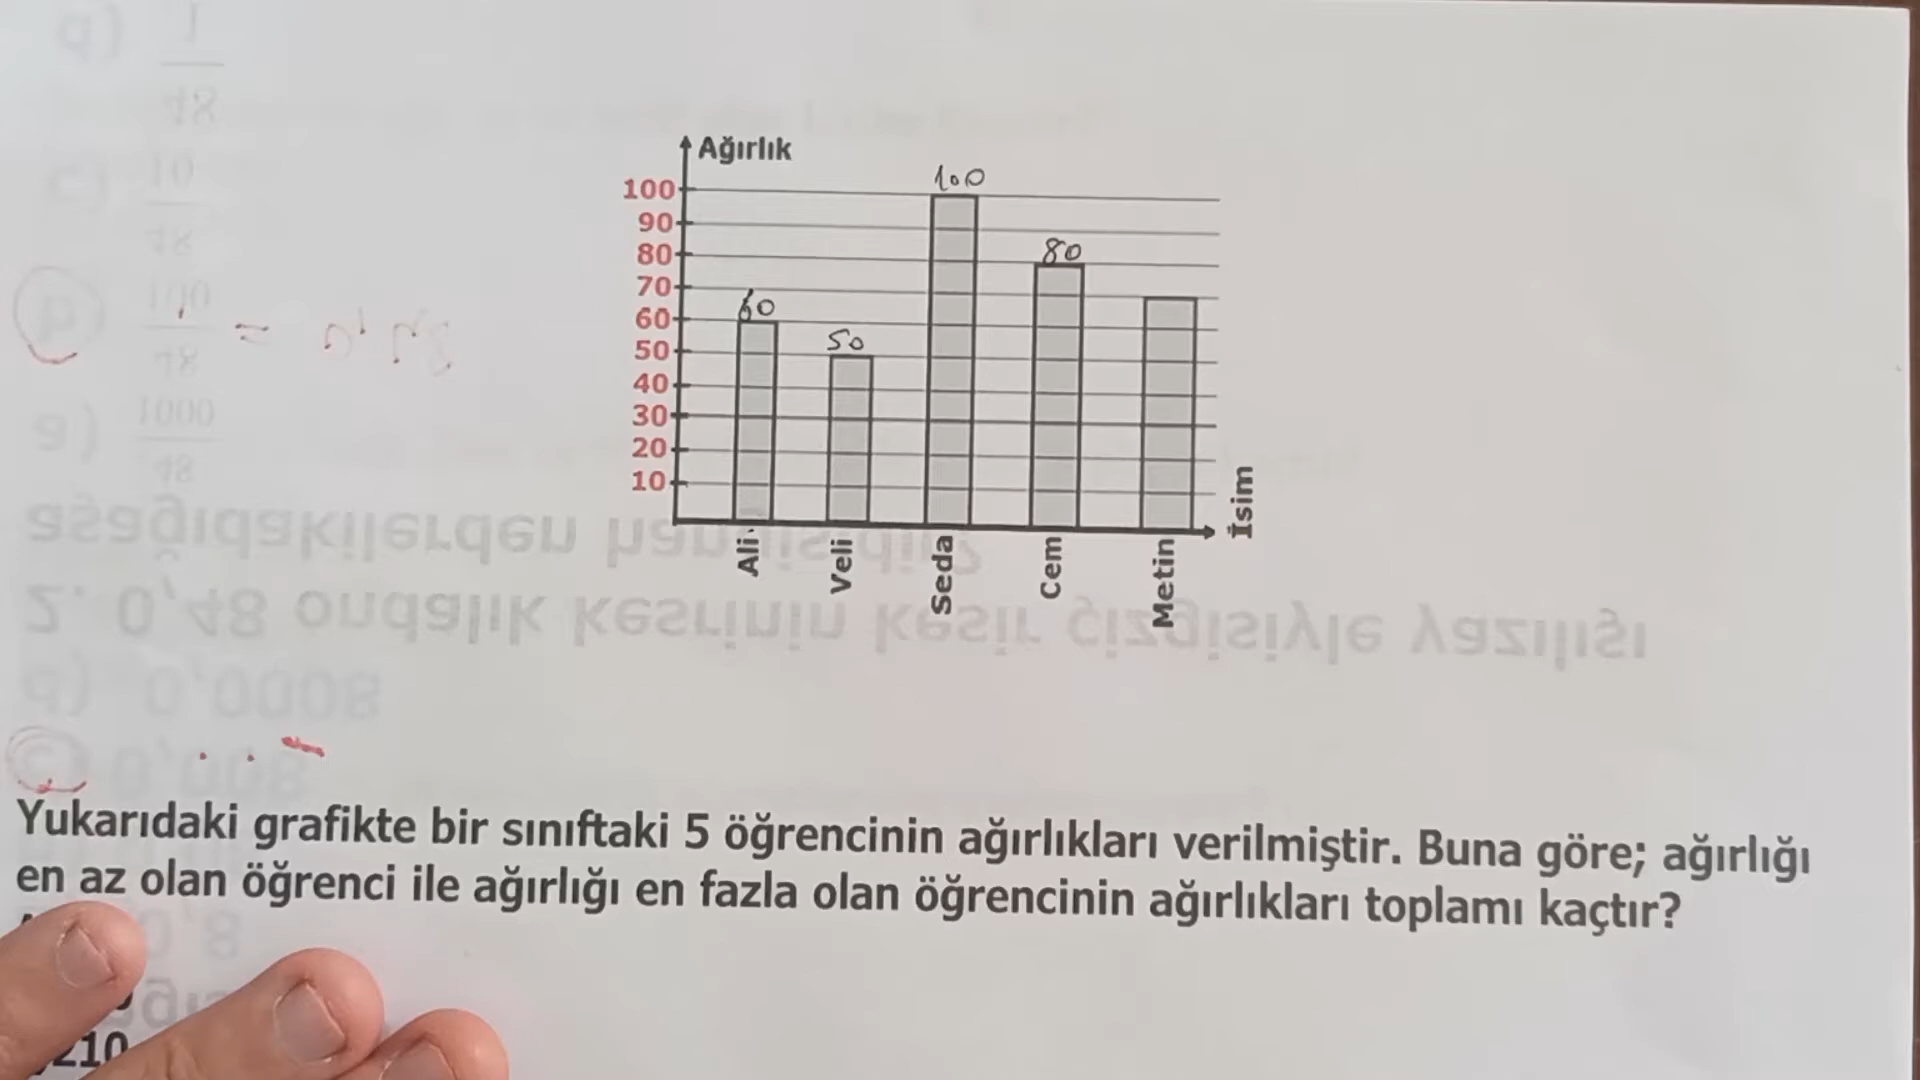 Ağırlık
100
100
90
80
80
70
60
60
50
50
40
30
20
10
Ali
Veli
Seda
Cem
Metin
İsim
Yukarıdaki grafikte bir sınıftaki 5 öğrencinin ağırlıkları verilmiştir. Buna göre; ağırlığı
en az olan öğrenci ile ağırlığı en fazla olan öğrencinin ağırlıkları toplamı kaçtır?
210